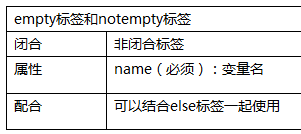 empty标签和notempty标签
闭合 非闭合标签
属性 name（必须）：变量名
配合 可以结合else标签一起使用